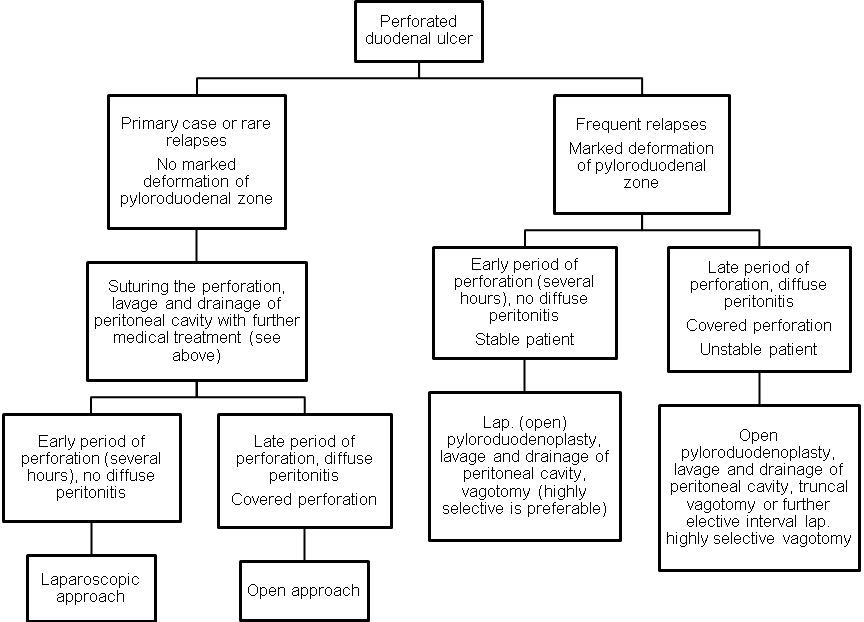 Perforated
duodenal ulcer
Primary case or rare
relapses
No marked
deformation of
pyloroduodenal zone
Frequent relapses
Marked deformation
of pyloroduodenal
zone
Suturing the perforation,
lavage and drainage of
peritoneal cavity with further
medical treatment (see
above)
Early period of
perforation (several
hours), no diffuse
peritonitis
Stable patient
Late period of
perforation, diffuse
peritonitis
Covered perforation
Unstable patient
Early period of
perforation (several
hours), no diffuse
peritonitis
Late period of
perforation, diffuse
peritonitis
Covered perforation
Lap. (open)
pyloroduodenoplasty,
lavage and drainage of
peritoneal cavity,
vagotomy (highly
selective is preferable)
Open
pyloroduodenoplasty,
lavage and drainage of
peritoneal cavity, truncal
vagotomy or further
elective interval lap.
highly selective vagotomy
Laparoscopic
approach
Open approach